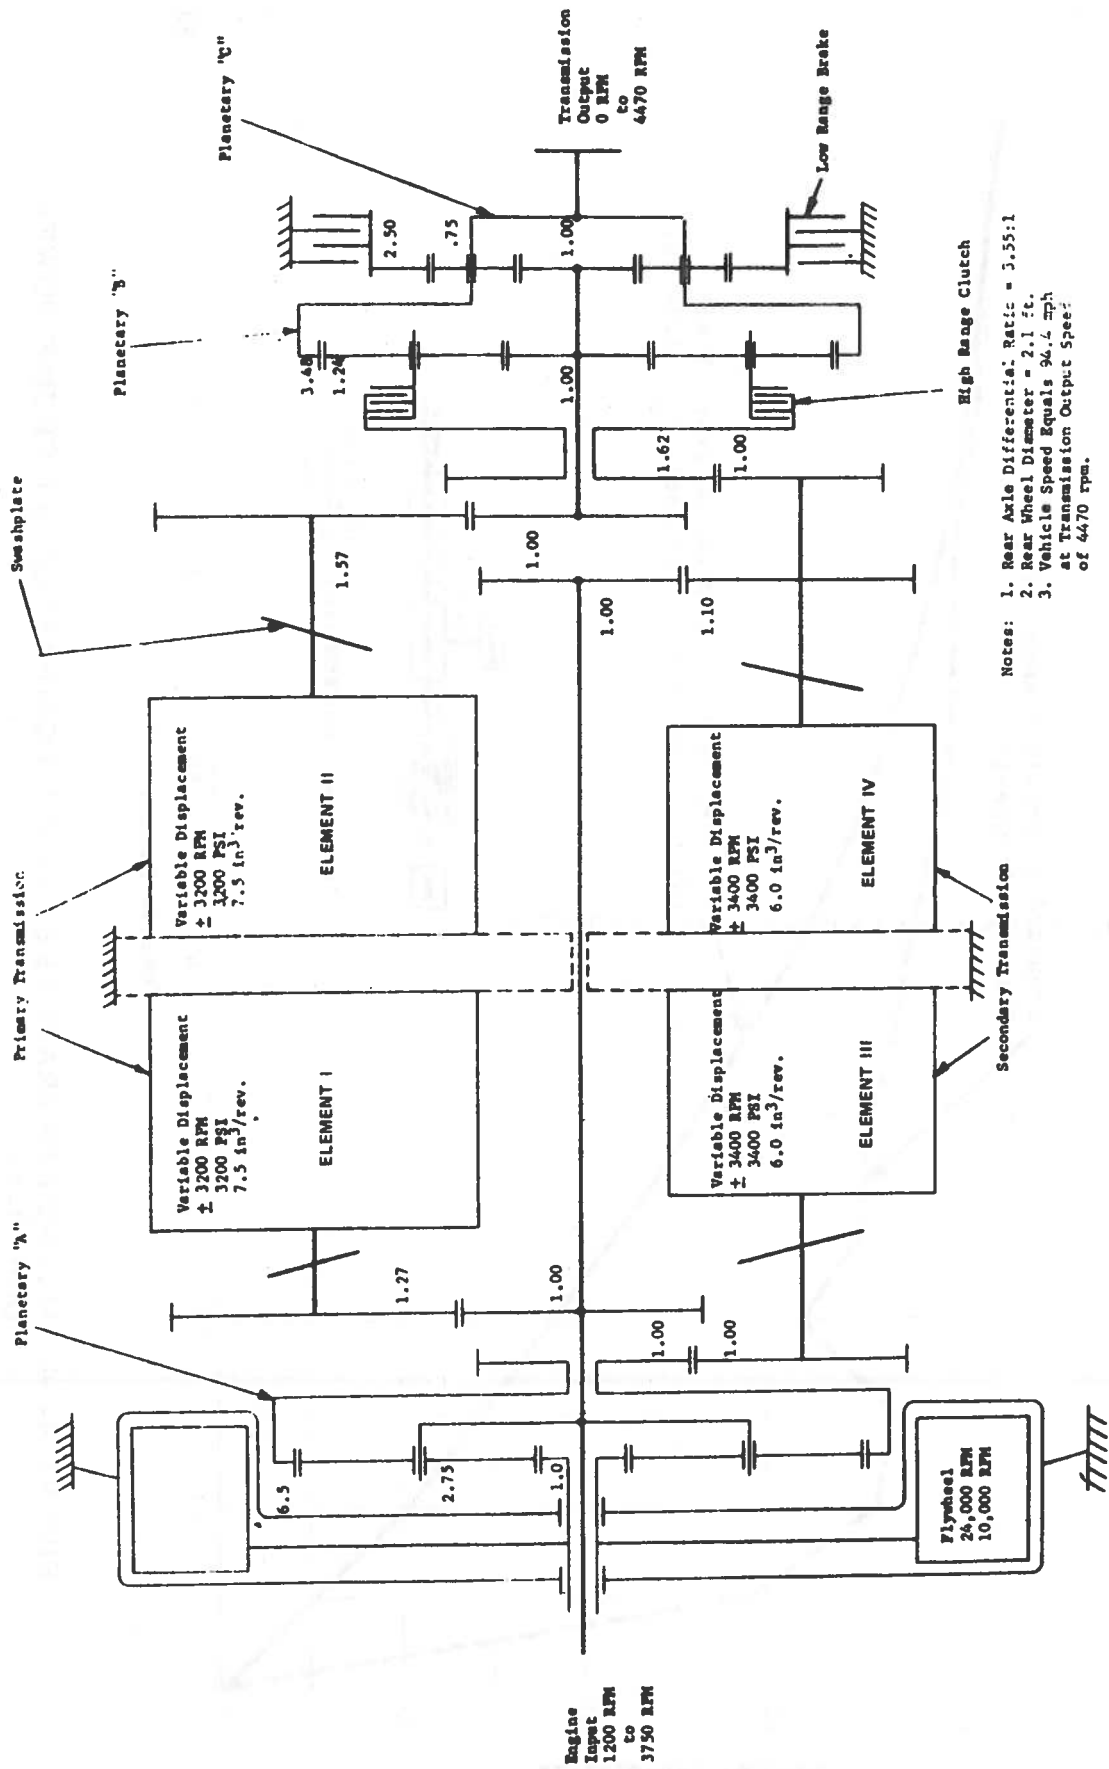 Engine
Input
1200 RPM
to
3750 RPM
Planetary "A"
6.5
2.75
1.0
Flywheel
24,000 RPM
10,000 RPM
1.27
1.00
1.00
1.00
Primary Transmission
Variable Displacement
± 3200 RPM
3200 PSI
7.5 in³/rev.
ELEMENT I
Variable Displacement
± 3200 RPM
3200 PSI
7.5 in³/rev.
ELEMENT II
Variable Displacement
± 3400 RPM
3400 PSI
6.0 in³/rev.
ELEMENT III
Variable Displacement
± 3400 RPM
3400 PSI
6.0 in³/rev.
ELEMENT IV
Secondary Transmission
Swashplate
1.57
1.00
1.00
1.10
1.62
1.00
Planetary "B"
3.48
1.24
1.00
Planetary "C"
2.50
.75
1.00
Transmission
Output
0 RPM
to
4470 RPM
Low Range Brake
High Range Clutch
Notes: 1. Rear Axle Differential Ratio = 3.55:1
2. Rear Wheel Diameter = 2.1 ft.
3. Vehicle Speed Equals 94.4 mph
at Transmission Output Speed
of 4470 rpm.